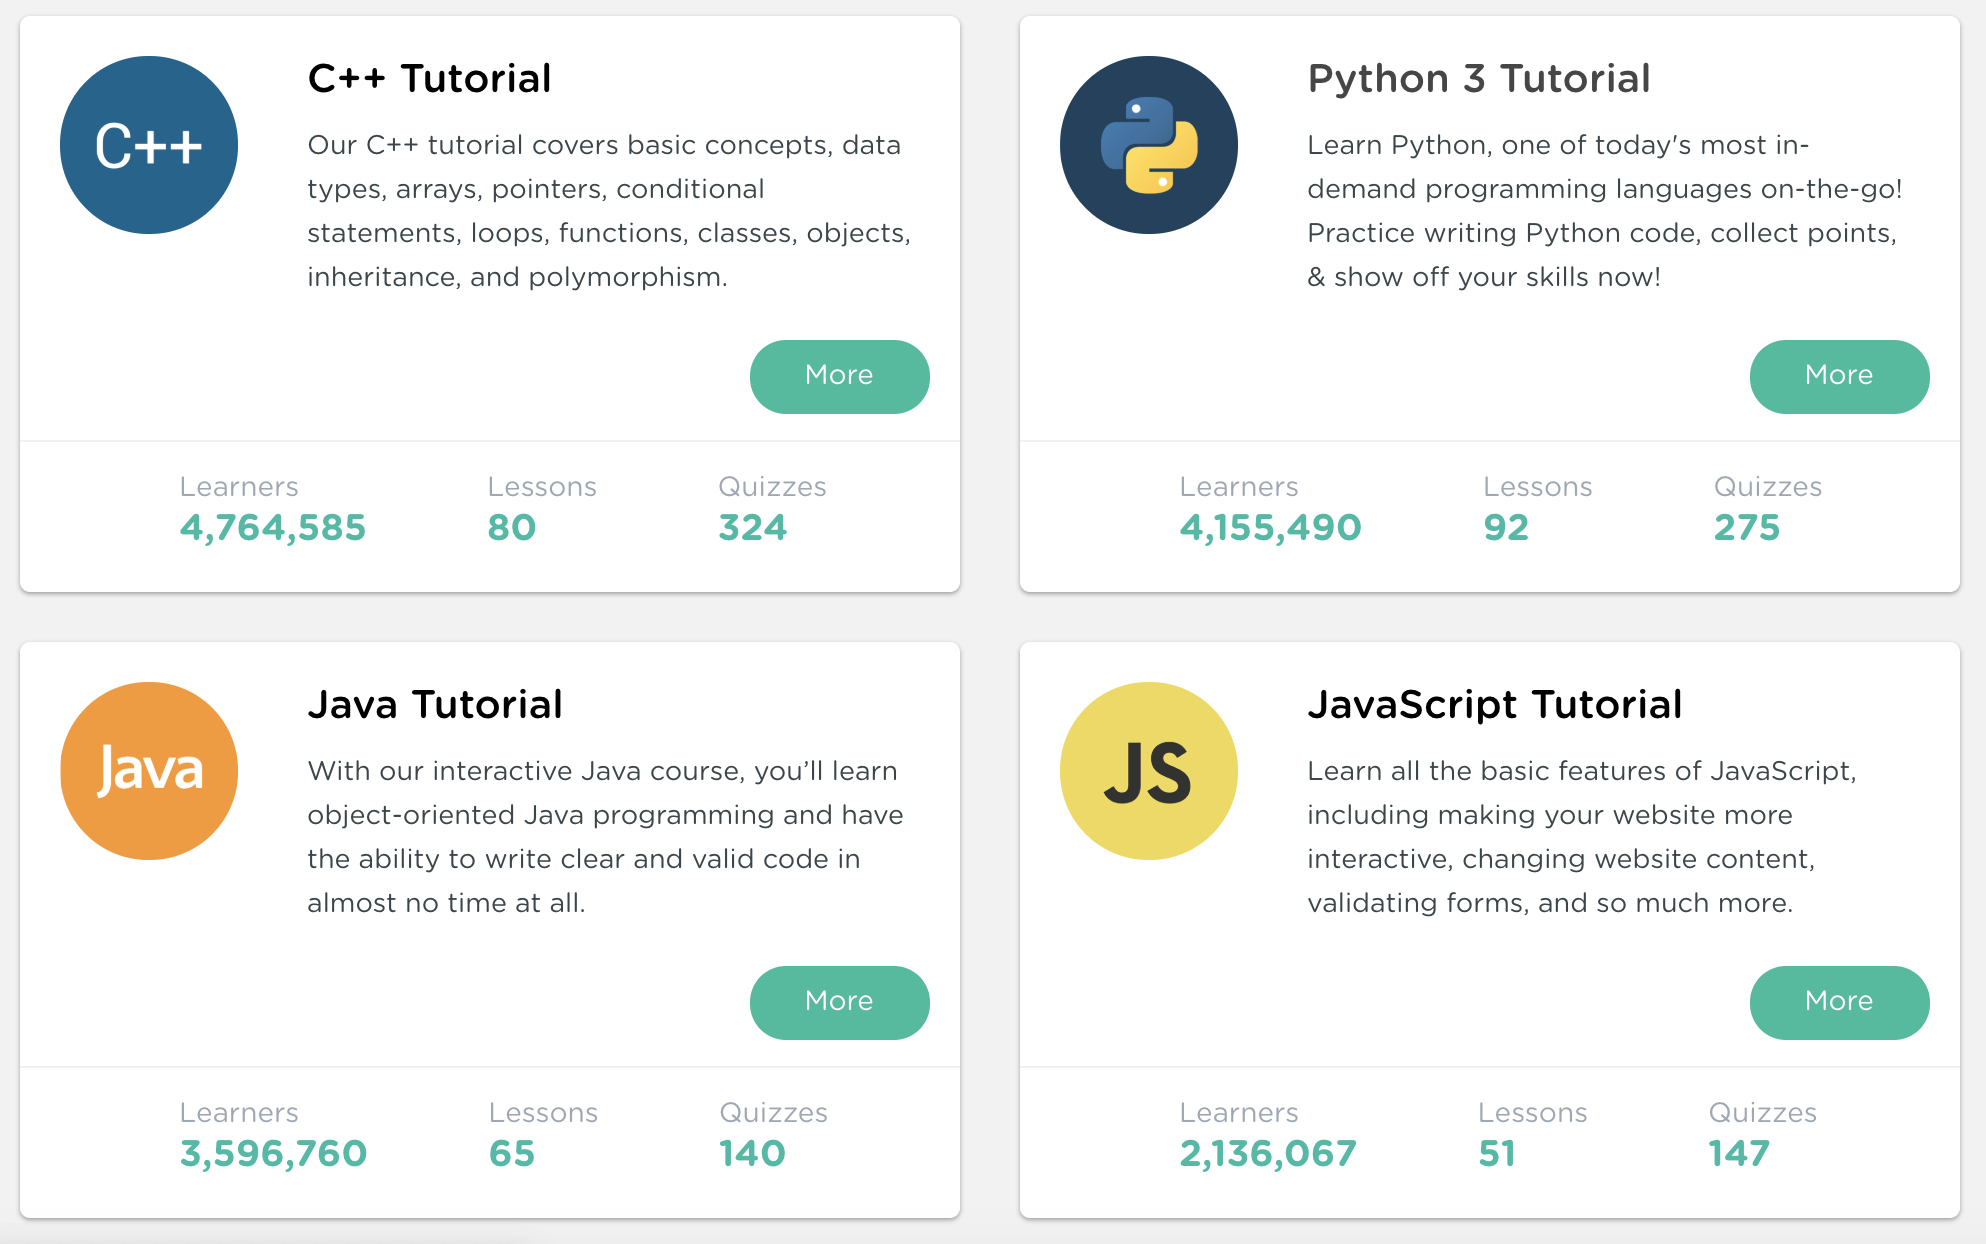 C++
C++ Tutorial
Our C++ tutorial covers basic concepts, data
types, arrays, pointers, conditional
statements, loops, functions, classes, objects,
inheritance, and polymorphism.
More
Learners Lessons Quizzes
4,764,585 80 324
Python 3 Tutorial
Learn Python, one of today's most in-
demand programming languages on-the-go!
Practice writing Python code, collect points,
& show off your skills now!
More
Learners Lessons Quizzes
4,155,490 92 275
Java
Java Tutorial
With our interactive Java course, you’ll learn
object-oriented Java programming and have
the ability to write clear and valid code in
almost no time at all.
More
Learners Lessons Quizzes
3,596,760 65 140
JS
JavaScript Tutorial
Learn all the basic features of JavaScript,
including making your website more
interactive, changing website content,
validating forms, and so much more.
More
Learners Lessons Quizzes
2,136,067 51 147